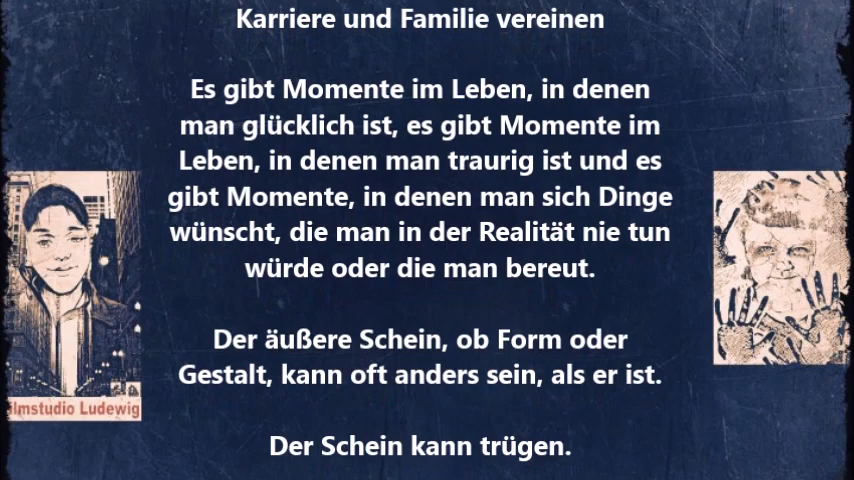 Karriere und Familie vereinen
Es gibt Momente im Leben, in denen
man glücklich ist, es gibt Momente im
Leben, in denen man traurig ist und es
gibt Momente, in denen man sich Dinge
wünscht, die man in der Realität nie tun
würde oder die man bereut.
Der äußere Schein, ob Form oder
Gestalt, kann oft anders sein, als er ist.
Der Schein kann trügen.
ilmstudio Ludewig